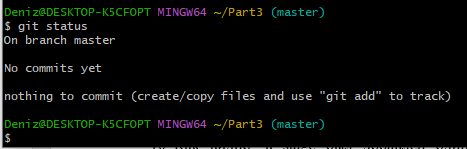 Deniz@DESKTOP-K5CFOPT MINGW64 ~/Part3 (master)
$ git status
On branch master
No commits yet
nothing to commit (create/copy files and use "git add" to track)
Deniz@DESKTOP-K5CFOPT MINGW64 ~/Part3 (master)
$